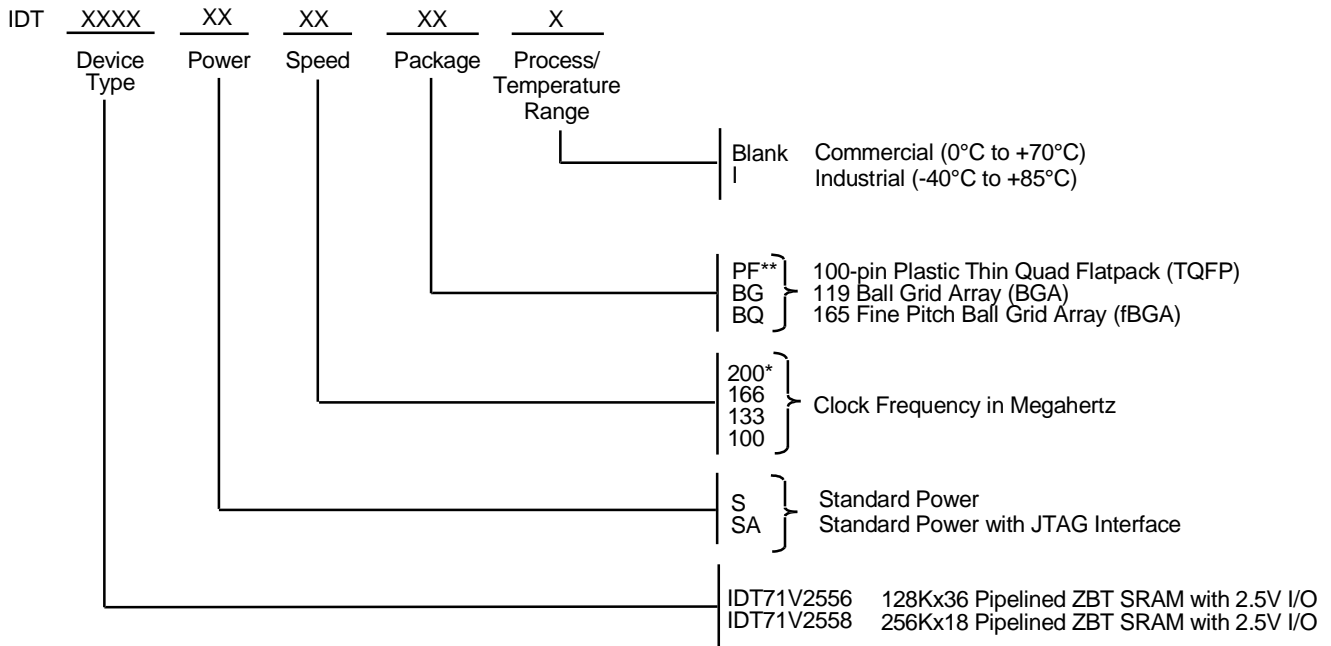 IDT XXXX XX XX XX X
Device Type
Power
Speed
Package
Process/
Temperature
Range
Blank Commercial (0°C to +70°C)
I Industrial (-40°C to +85°C)
PF** 100-pin Plastic Thin Quad Flatpack (TQFP)
BG 119 Ball Grid Array (BGA)
BQ 165 Fine Pitch Ball Grid Array (fBGA)
200*
166
133
100
Clock Frequency in Megahertz
S Standard Power
SA Standard Power with JTAG Interface
IDT71V2556 128Kx36 Pipelined ZBT SRAM with 2.5V I/O
IDT71V2558 256Kx18 Pipelined ZBT SRAM with 2.5V I/O